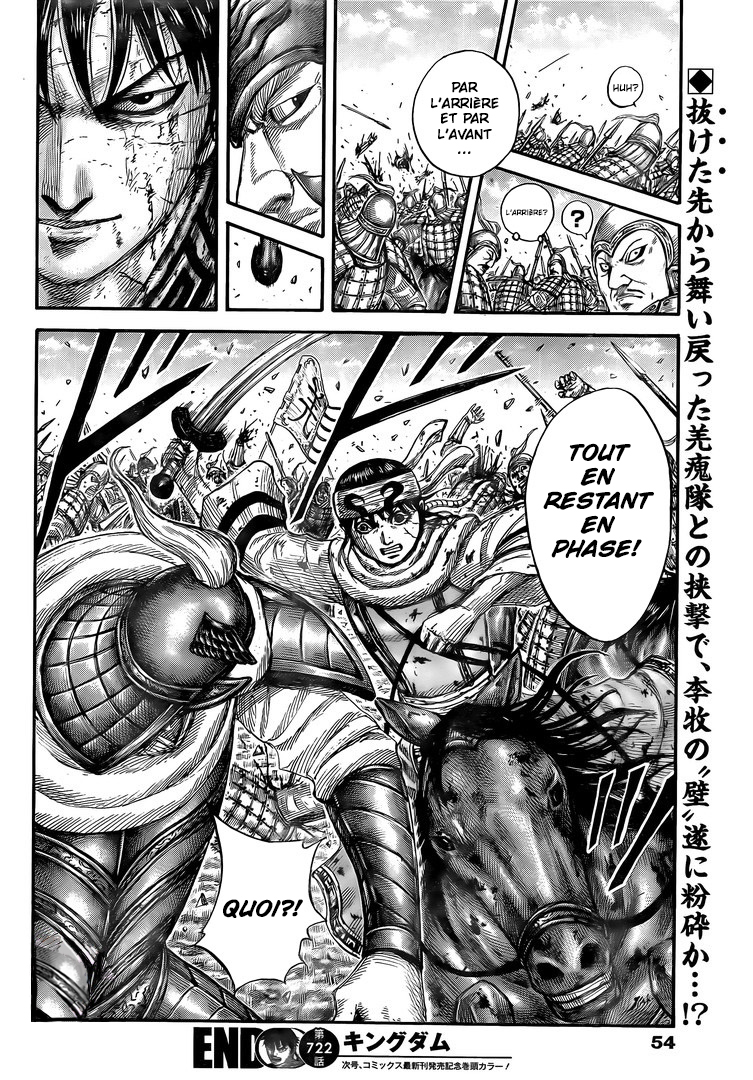 HUH?
PAR
L'ARRIÈRE
ET PAR
L'AVANT
...
?
L'ARRIÈRE?
TOUT
EN
RESTANT
EN
PHASE!
QUOI?!
◆抜けた先から舞い戻った羌瘣隊との挟撃で、李牧の〝壁〟遂に粉砕か…!?
END
第722話
キングダム
次号、コミックス最新刊発売記念巻頭カラー!
54